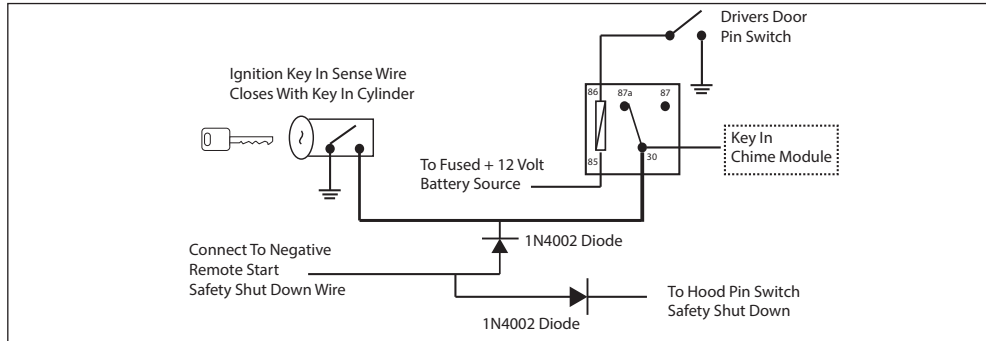 Drivers Door
Pin Switch
Ignition Key In Sense Wire
Closes With Key In Cylinder
86
87a
87
Key In
Chime Module
To Fused + 12 Volt
Battery Source
85
30
1N4002 Diode
Connect To Negative
Remote Start
Safety Shut Down Wire
To Hood Pin Switch
Safety Shut Down
1N4002 Diode